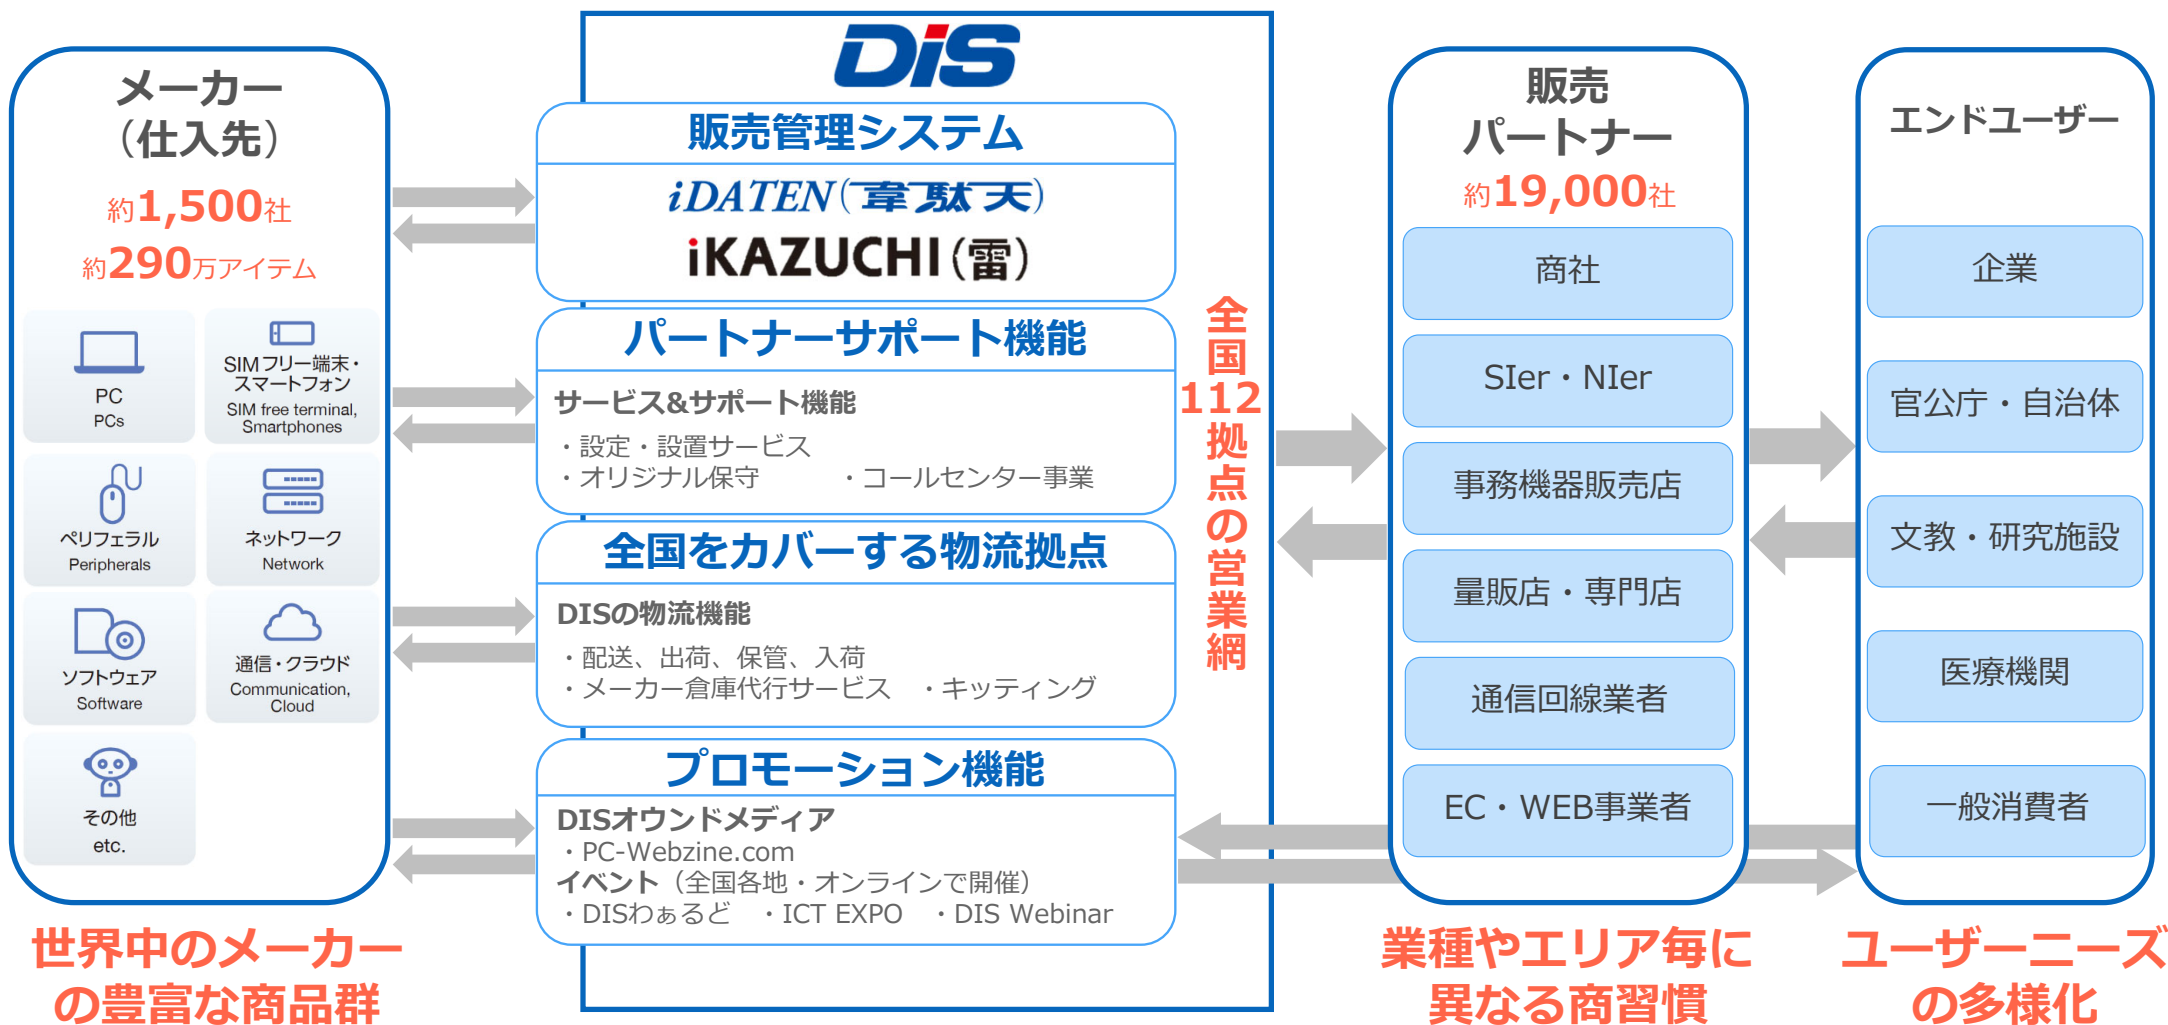 メーカー
（仕入先）
約1,500社
約290万アイテム
PC
PCs
SIMフリー端末・
スマートフォン
SIM free terminal,
Smartphones
ペリフェラル
Peripherals
ネットワーク
Network
ソフトウェア
Software
通信・クラウド
Communication,
Cloud
その他
etc.
世界中のメーカー
の豊富な商品群
DiS
販売管理システム
iDATEN(韋駄天)
iKAZUCHI(雷)
パートナーサポート機能
サービス&サポート機能
・設定・設置サービス
・オリジナル保守　・コールセンター事業
全国をカバーする物流拠点
DISの物流機能
・配送、出荷、保管、入荷
・メーカー倉庫代行サービス　・キッティング
プロモーション機能
DISオウンドメディア
・PC-Webzine.com
イベント（全国各地・オンラインで開催）
・DISわぁるど　・ICT EXPO　・DIS Webinar
全国112拠点の営業網
販売
パートナー
約19,000社
商社
SIer・NIer
事務機器販売店
量販店・専門店
通信回線業者
EC・WEB事業者
業種やエリア毎に
異なる商習慣
エンドユーザー
企業
官公庁・自治体
文教・研究施設
医療機関
一般消費者
ユーザーニーズ
の多様化